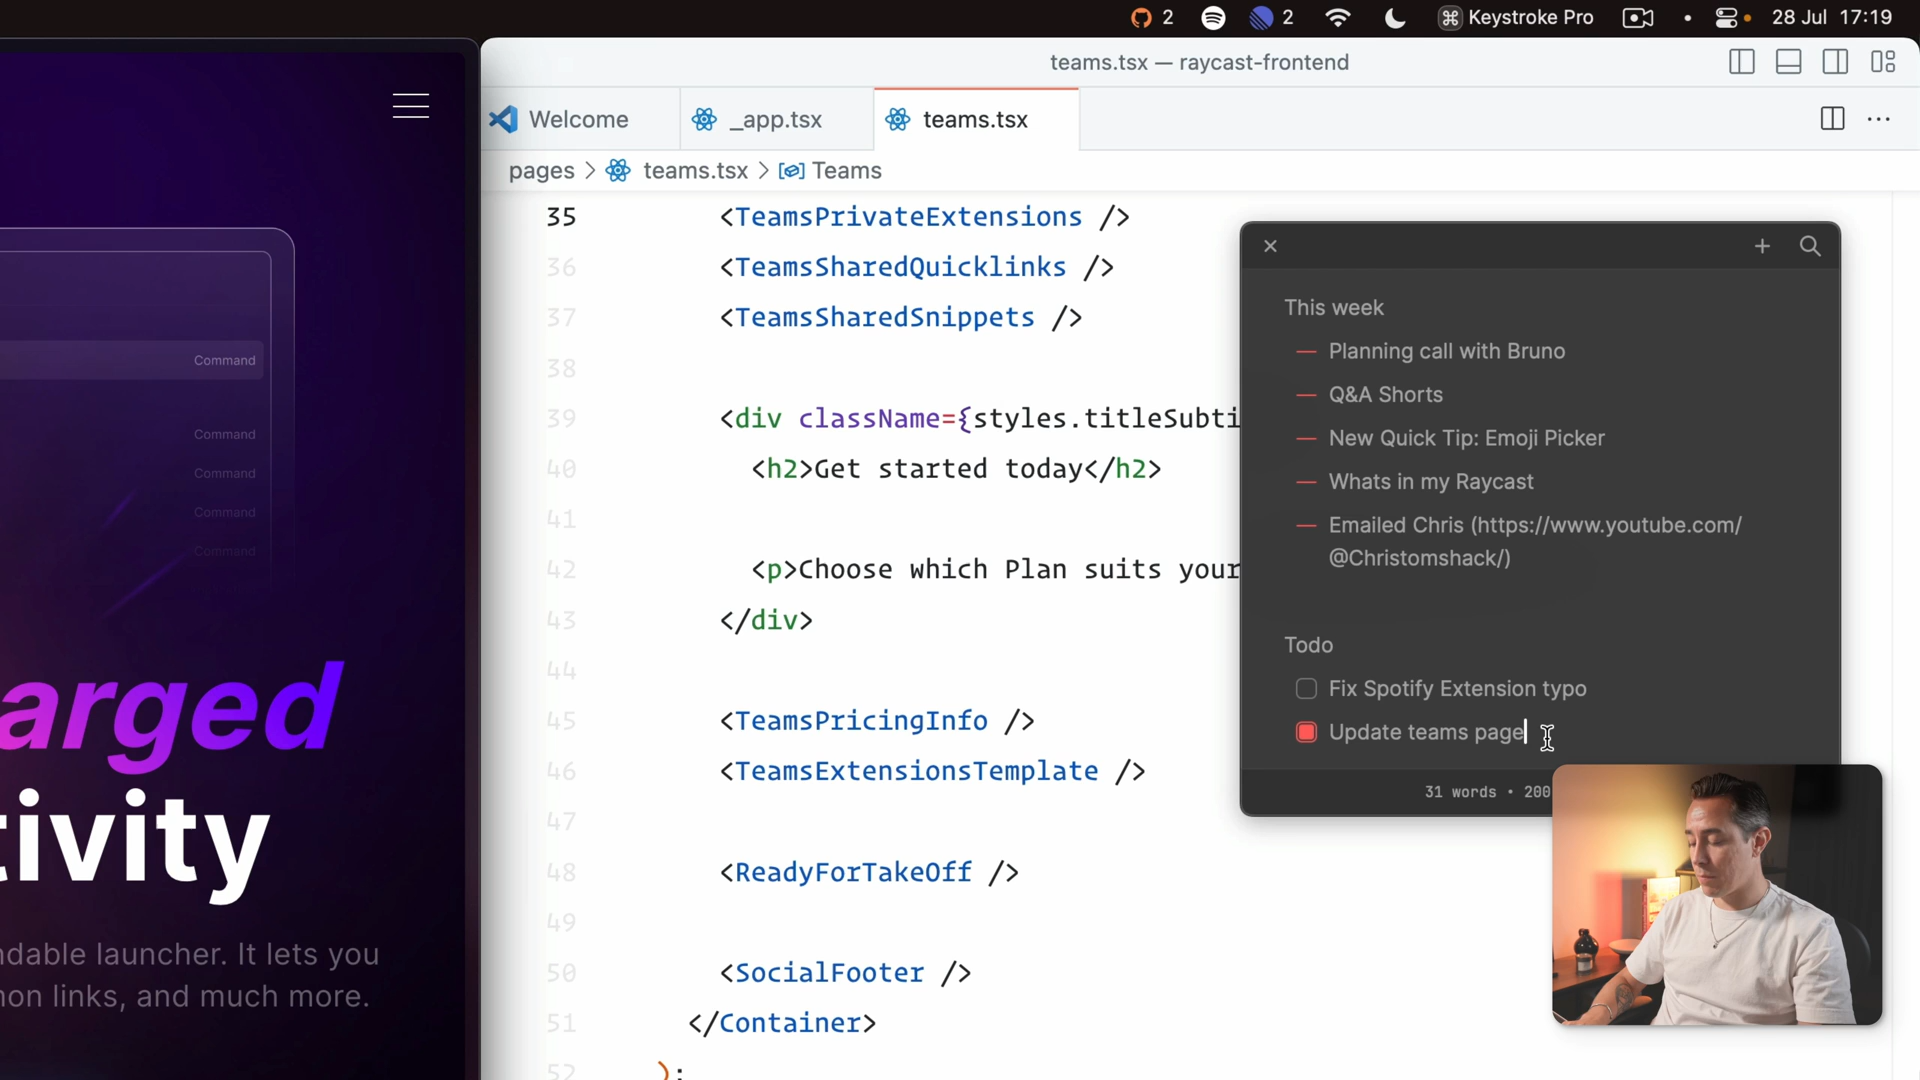 2
2
Keystroke Pro
28 Jul 17:19
teams.tsx — raycast-frontend
Welcome
_app.tsx
teams.tsx
...
pages > teams.tsx > Teams
Command
Command
Command
Command
Command
arged
tivity
ndable launcher. It lets you
non links, and much more.
35 <TeamsPrivateExtensions />
36 <TeamsSharedQuicklinks />
37 <TeamsSharedSnippets />
38
39 <div className={styles.titleSubti
40 <h2>Get started today</h2>
41
42 <p>Choose which Plan suits your
43 </div>
44
45 <TeamsPricingInfo />
46 <TeamsExtensionsTemplate />
47
48 <ReadyForTakeOff />
49
50 <SocialFooter />
51 </Container>
52 );
This week
— Planning call with Bruno
— Q&A Shorts
— New Quick Tip: Emoji Picker
— Whats in my Raycast
— Emailed Chris (https://www.youtube.com/
@Christomshack/)
Todo
Fix Spotify Extension typo
Update teams page
31 words • 200